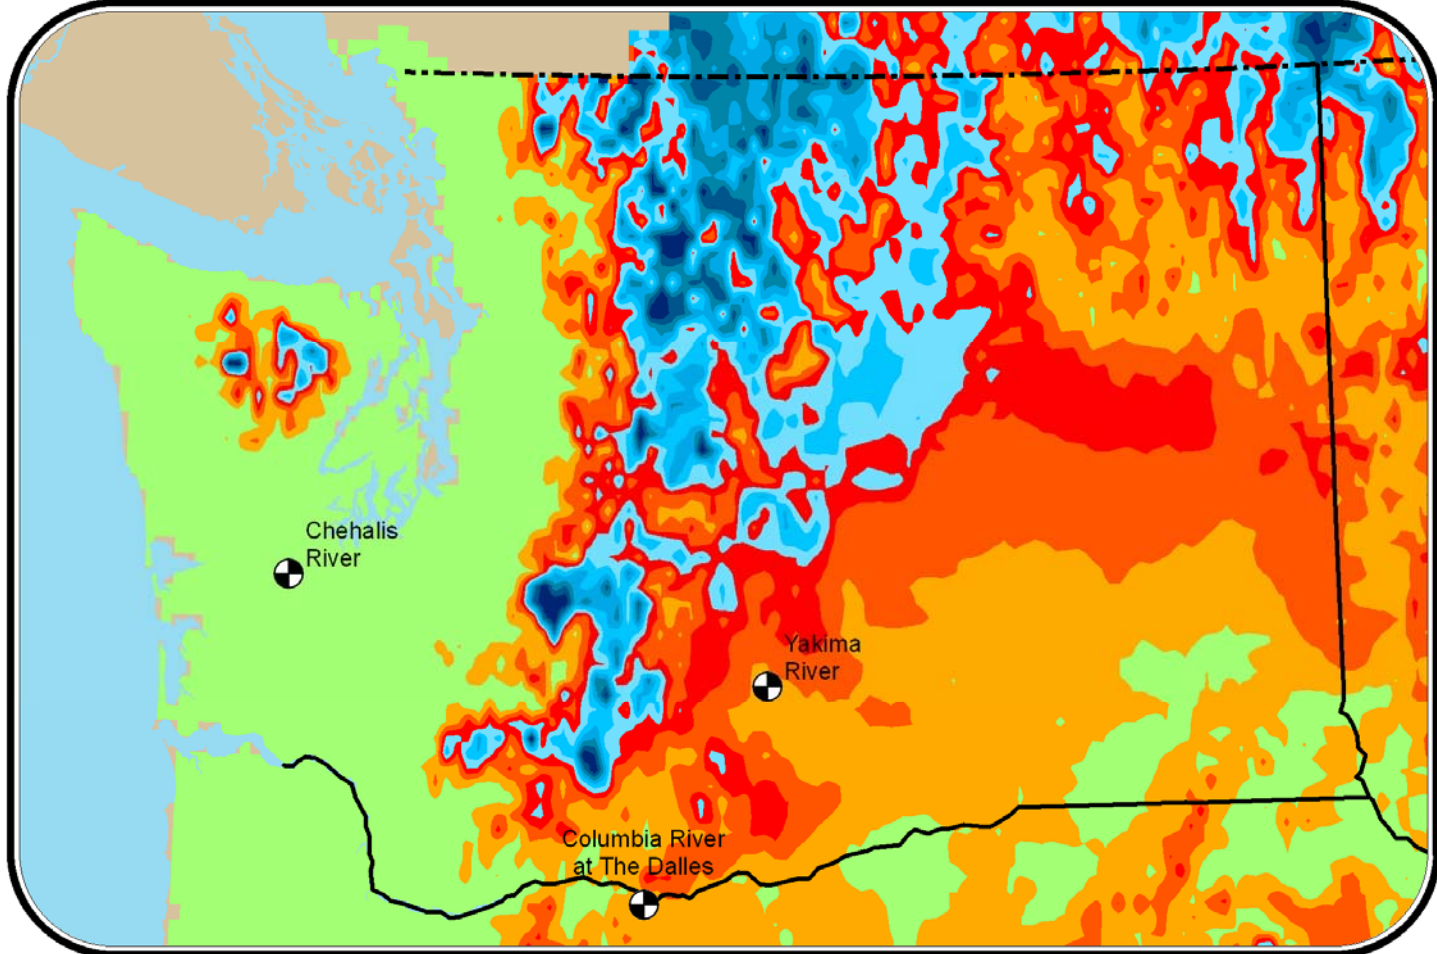 Chehalis
River
Yakima
River
Columbia River
at The Dalles